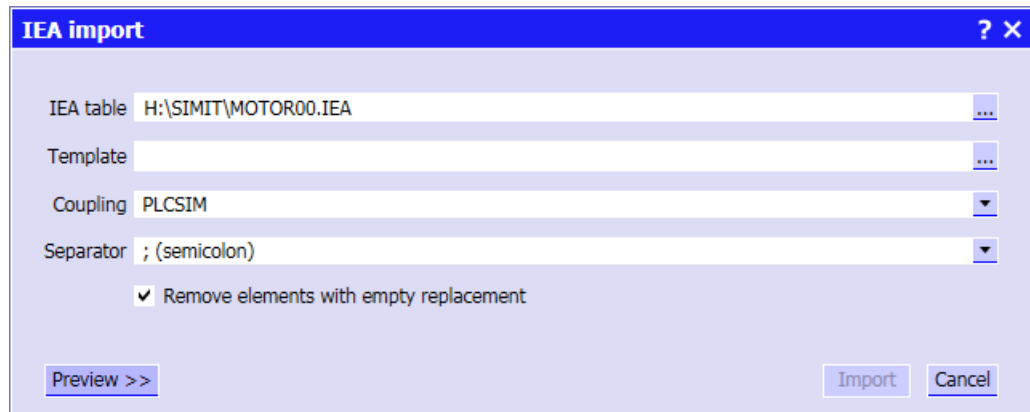 IEA import ? ×
IEA table H:\SIMIT\MOTOR00.IEA ...
Template ...
Coupling PLCSIM
Separator ; (semicolon)
Remove elements with empty replacement
Preview >> Import Cancel